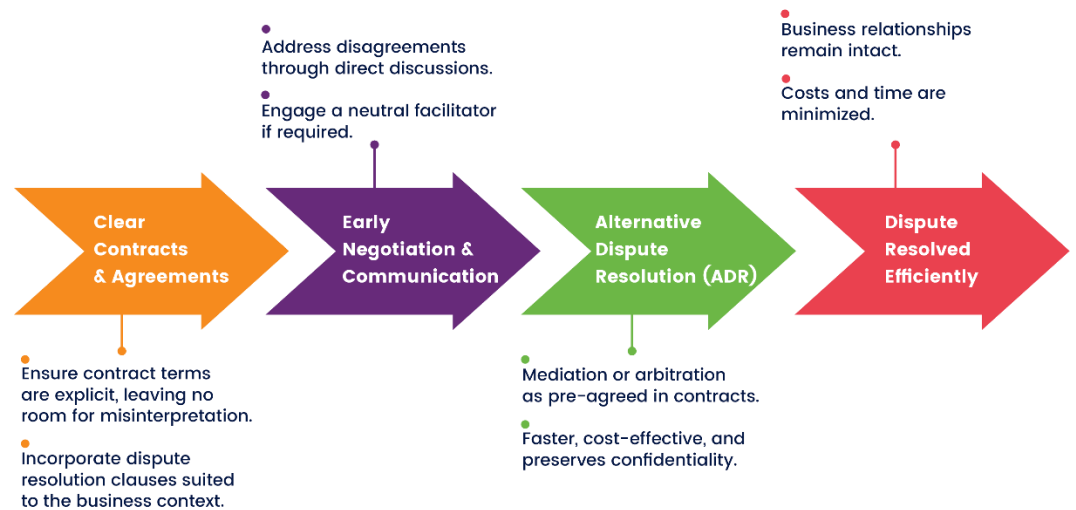 Clear
Contracts
& Agreements
Ensure contract terms
are explicit, leaving no
room for misinterpretation.
Incorporate dispute
resolution clauses suited
to the business context.
Address disagreements
through direct discussions.
Engage a neutral facilitator
if required.
Early
Negotiation &
Communication
Alternative
Dispute
Resolution (ADR)
Mediation or arbitration
as pre-agreed in contracts.
Faster, cost-effective, and
preserves confidentiality.
Business relationships
remain intact.
Costs and time are
minimized.
Dispute
Resolved
Efficiently